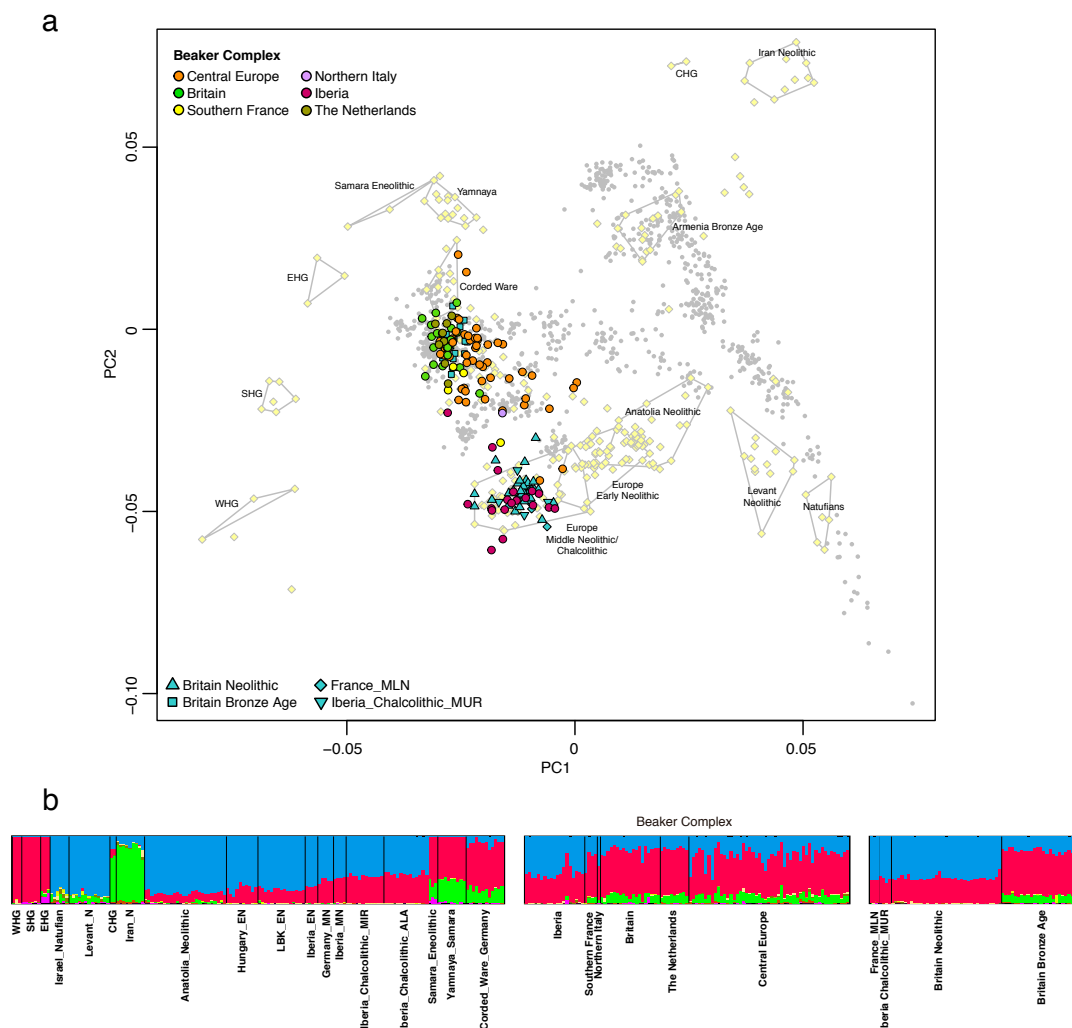 a
Beaker Complex
Central Europe
Northern Italy
Britain
Iberia
Southern France
The Netherlands
CHG
Iran Neolithic
Samara Eneolithic
Yamnaya
Armenia Bronze Age
EHG
Corded Ware
SHG
Anatolia Neolithic
WHG
Europe
Early Neolithic
Levant
Neolithic
Natufians
Europe
Middle Neolithic/
Chalcolithic
Britain Neolithic
France_MLN
Britain Bronze Age
Iberia_Chalcolithic_MUR
0.05
0
−0.05
−0.10
PC2
−0.05
0
0.05
PC1
b
Beaker Complex
WHG
SHG
EHG
Israel_Natufian
Levant_N
CHG
Iran_N
Anatolia_Neolithic
Hungary_EN
LBK_EN
Iberia_EN
Germany_MN
Iberia_MN
Iberia_Chalcolithic_MIR
Iberia_Chalcolithic_ALA
Samara_Eneolithic
Yamnaya_Samara
Corded_Ware_Germany
Iberia
Southern France
Northern Italy
Britain
The Netherlands
Central Europe
France_MLN
Iberia Chalcolithic_MUR
Britain Neolithic
Britain Bronze Age